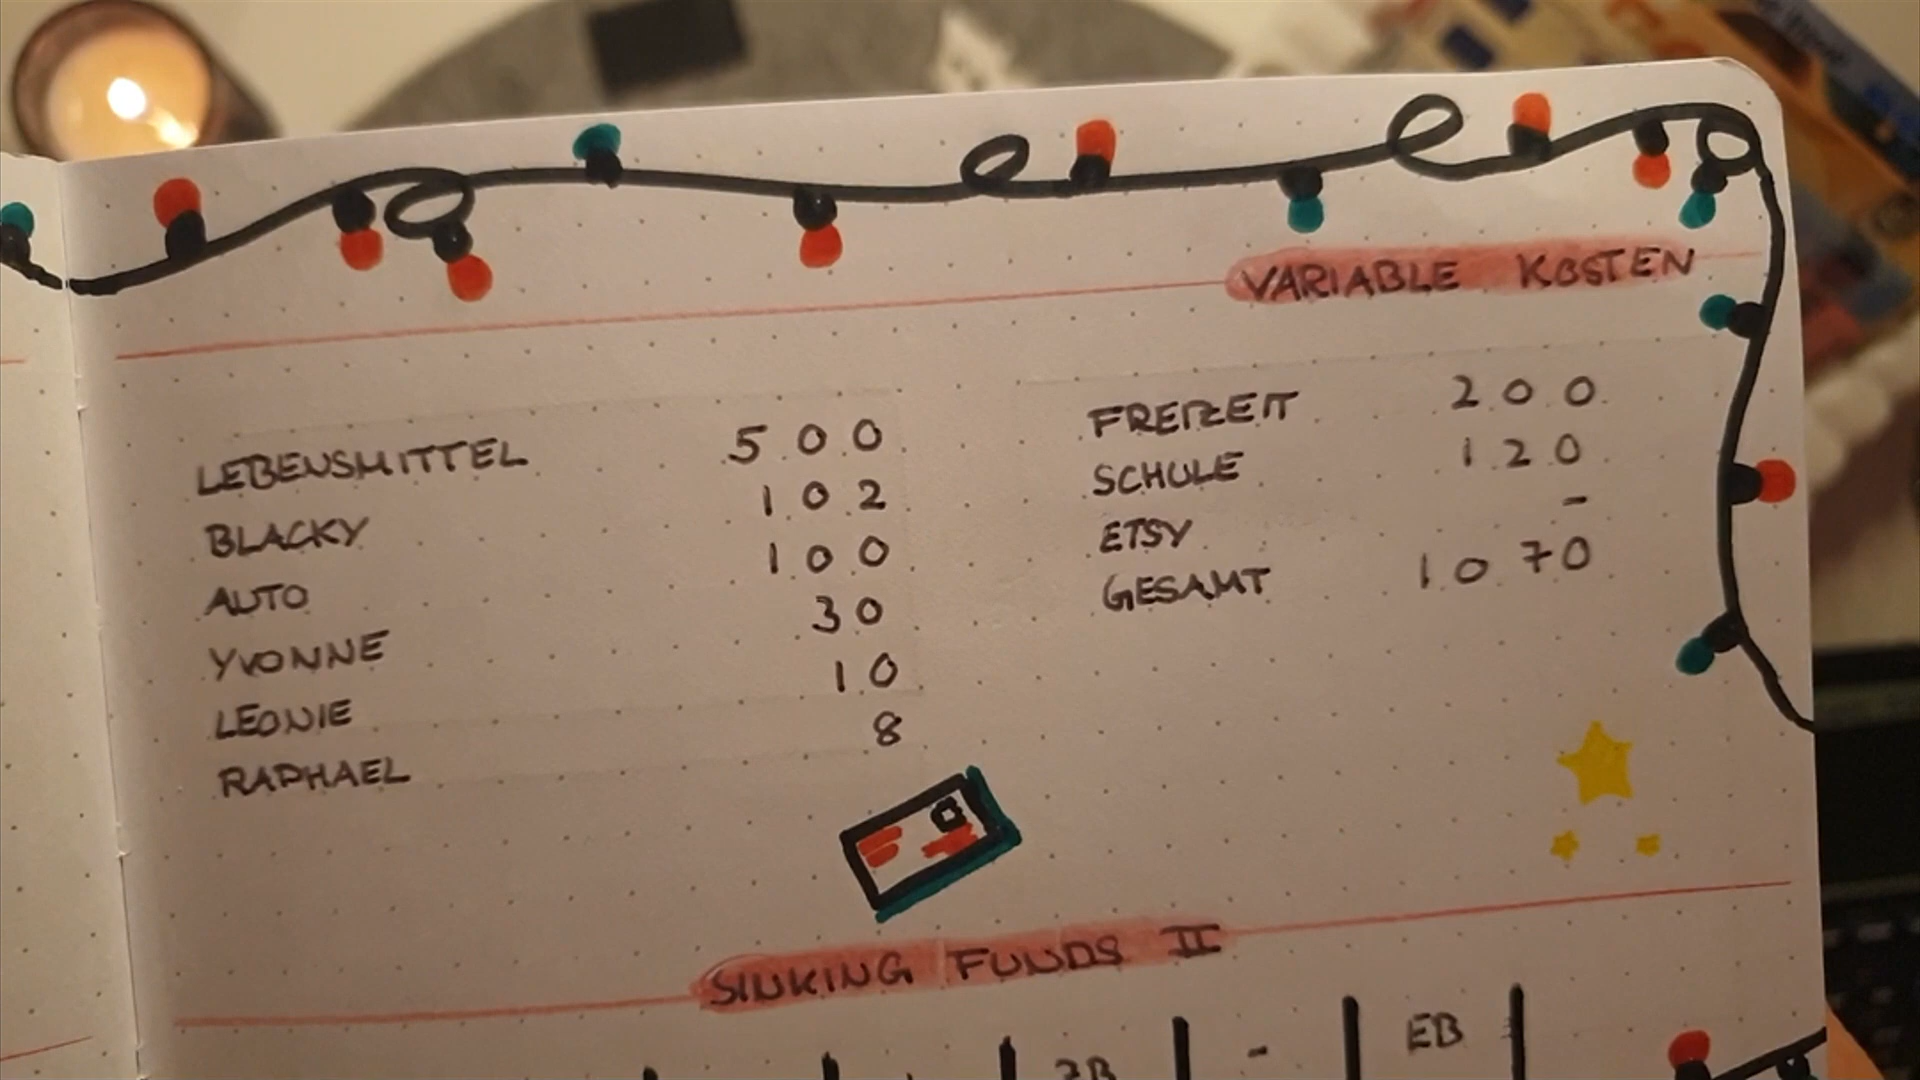 VARIABLE KOSTEN
LEBENSMITTEL 500
BLACKY 102
AUTO 100
YVONNE 30
LEONIE 10
RAPHAEL 8
FREIZEIT 200
SCHULE 120
ETSY -
GESAMT 1070
SINKING FUNDS II
- EB